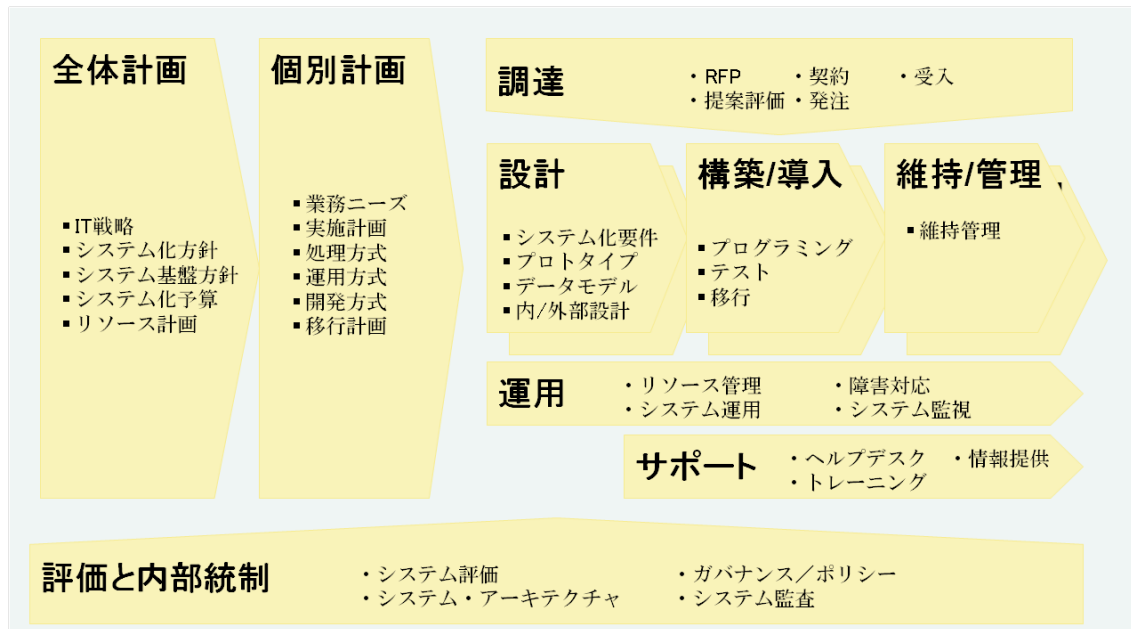 全体計画
▪IT戦略
▪システム化方針
▪システム基盤方針
▪システム化予算
▪リソース計画
個別計画
▪業務ニーズ
▪実施計画
▪処理方式
▪運用方式
▪開発方式
▪移行計画
調達
・RFP ・契約 ・受入
・提案評価 ・発注
設計
▪システム化要件
▪プロトタイプ
▪データモデル
▪内/外部設計
構築/導入
▪プログラミング
▪テスト
▪移行
維持/管理
▪維持管理
運用
・リソース管理 ・障害対応
・システム運用 ・システム監視
サポート
・ヘルプデスク ・情報提供
・トレーニング
評価と内部統制
・システム評価 ・ガバナンス／ポリシー
・システム・アーキテクチャ ・システム監査